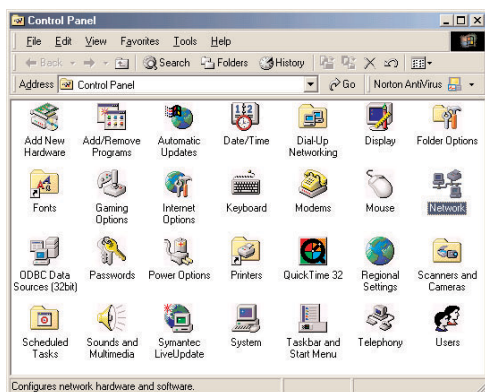 Control Panel
File Edit View Favorites Tools Help
Back Search Folders History
Address Control Panel Go Norton AntiVirus
Add New Hardware
Add/Remove Programs
Automatic Updates
Date/Time
Dial-Up Networking
Display
Folder Options
Fonts
Gaming Options
Internet Options
Keyboard
Modems
Mouse
Network
ODBC Data Sources (32bit)
Passwords
Power Options
Printers
QuickTime 32
Regional Settings
Scanners and Cameras
Scheduled Tasks
Sounds and Multimedia
Symantec LiveUpdate
System
Taskbar and Start Menu
Telephony
Users
Configures network hardware and software.